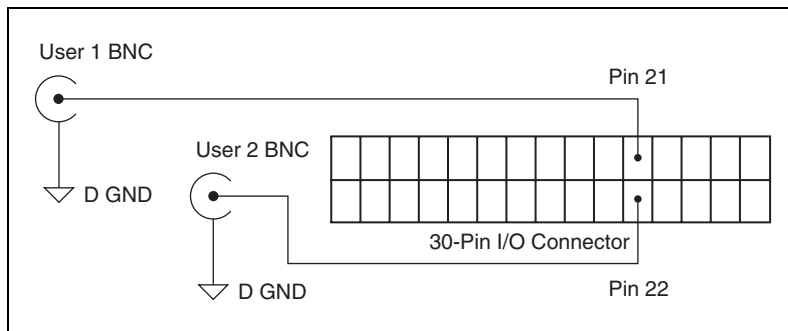 User 1 BNC
Pin 21
User 2 BNC
D GND
30-Pin I/O Connector
D GND
Pin 22